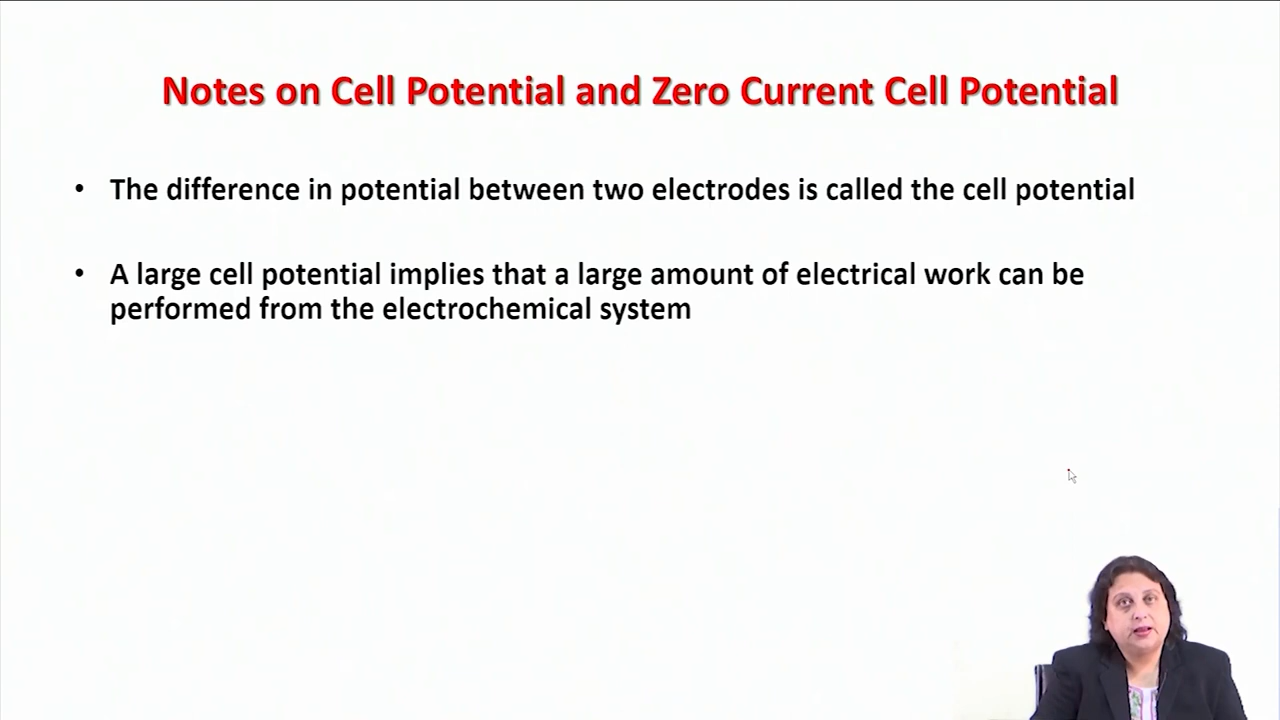 Notes on Cell Potential and Zero Current Cell Potential
• The difference in potential between two electrodes is called the cell potential
• A large cell potential implies that a large amount of electrical work can be
performed from the electrochemical system